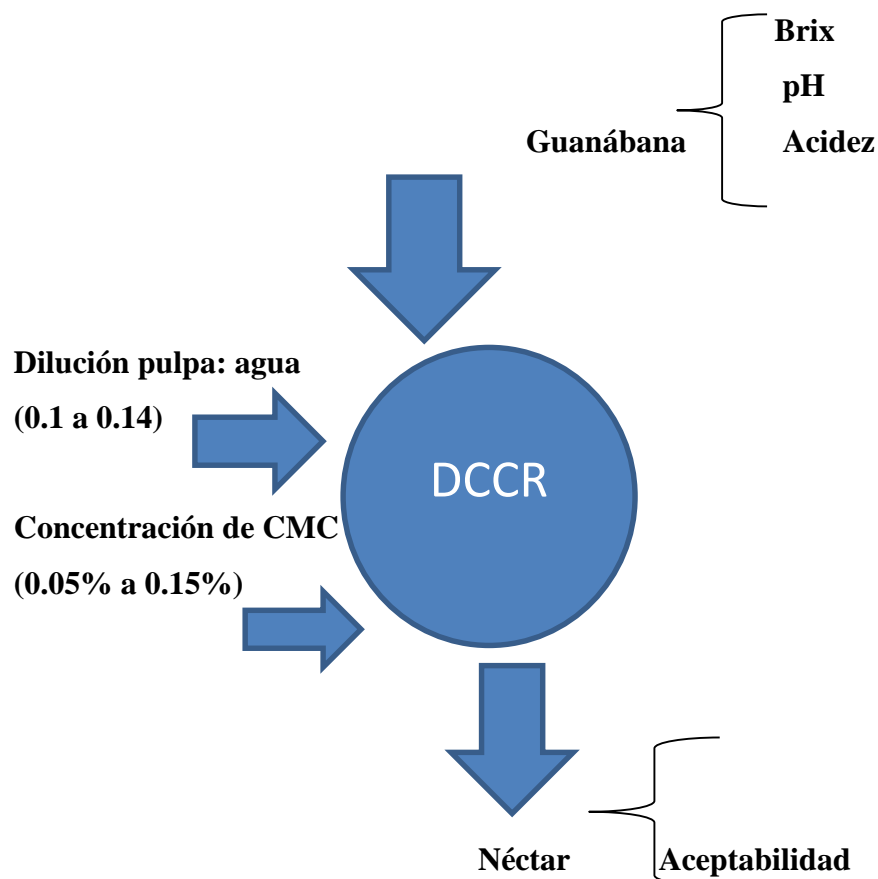 Brix
pH
Guanábana
Acidez
Dilución pulpa: agua
(0.1 a 0.14)
DCCR
Concentración de CMC
(0.05% a 0.15%)
Néctar
Aceptabilidad